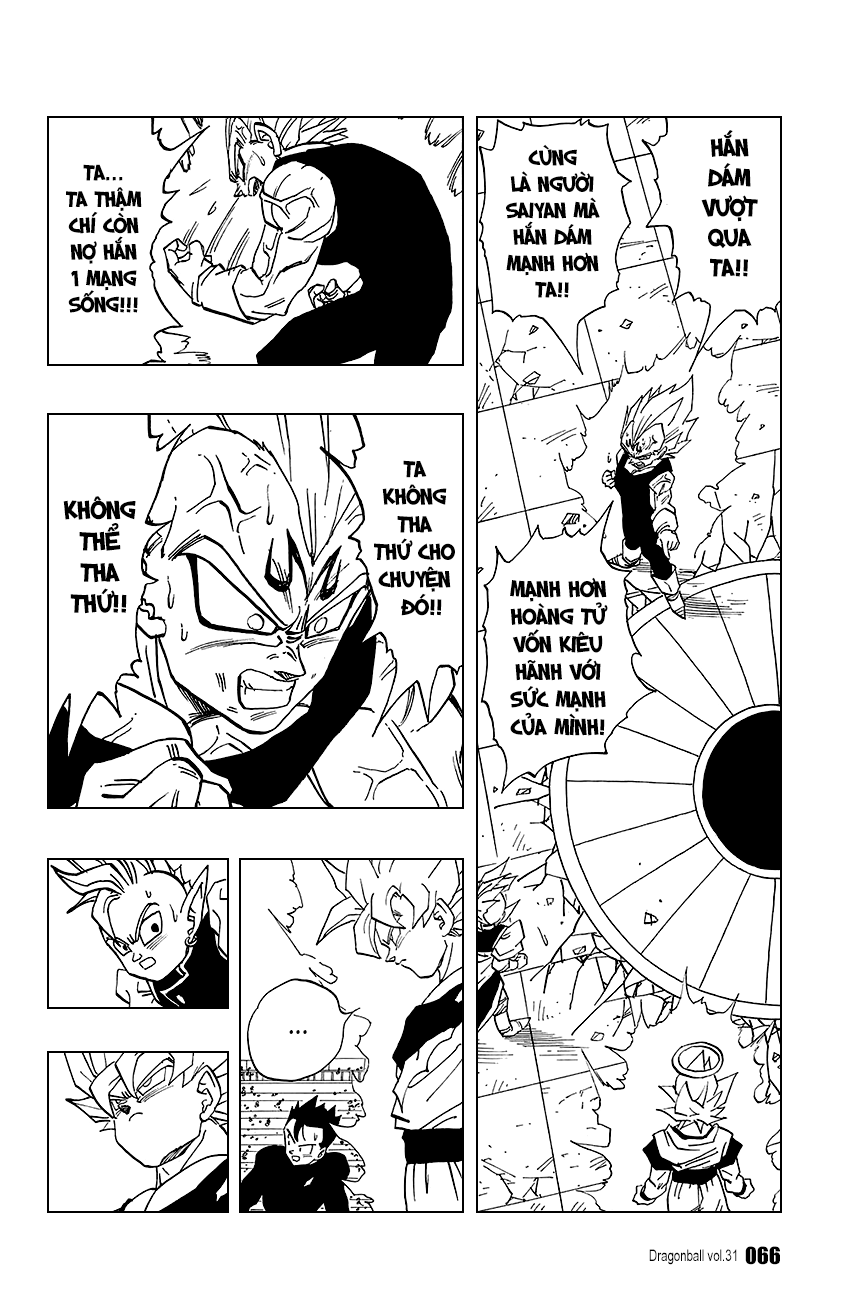 HẮN
DÁM
VƯỢT
QUA
TA!!
CÙNG
LÀ NGƯỜI
SAIYAN MÀ
HẮN DÁM
MẠNH HƠN
TA!!
MẠNH HƠN
HOÀNG TỬ
VỐN KIÊU
HÃNH VỚI
SỨC MẠNH
CỦA MÌNH!
TA...
TA THẬM
CHÍ CÒN
NỢ HẮN
1 MẠNG
SỐNG!!!
TA
KHÔNG
THA
THỨ CHO
CHUYỆN
ĐÓ!!
KHÔNG
THỂ
THA
THỨ!!
...
Dragonball vol.31 066